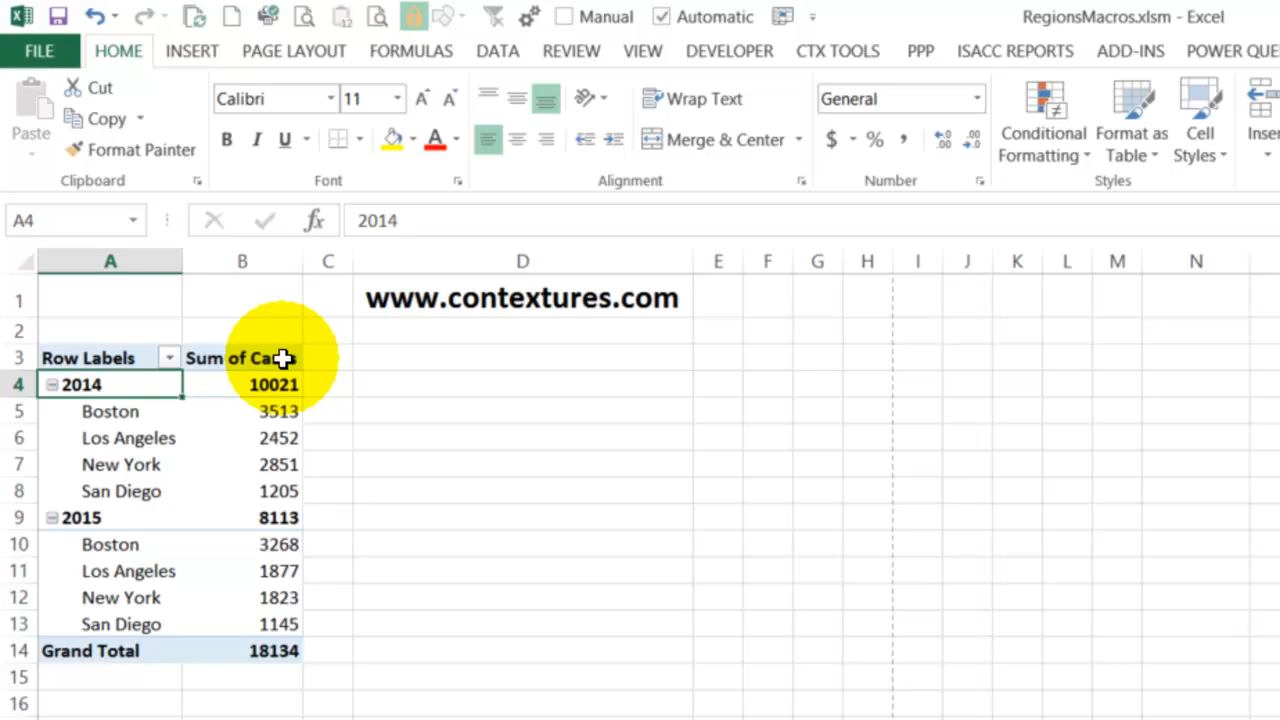 Manual Automatic RegionsMacros.xlsm - Excel
FILE HOME INSERT PAGE LAYOUT FORMULAS DATA REVIEW VIEW DEVELOPER CTX TOOLS PPP ISACC REPORTS ADD-INS POWER QUE
Paste Cut
Copy
Format Painter
Clipboard
Calibri 11
B I U A
Font
Wrap Text
Merge & Center
Alignment
General
$ % , .00 .00
Number
Conditional Formatting
Format as Table
Cell Styles
Styles
Inser
A4 fx 2014
A B C D E F G H I J K L M N
1 www.contextures.com
2
3 Row Labels Sum of
4 2014 10021
5 Boston 3513
6 Los Angeles 2452
7 New York 2851
8 San Diego 1205
9 2015 8113
10 Boston 3268
11 Los Angeles 1877
12 New York 1823
13 San Diego 1145
14 Grand Total 18134
15
16